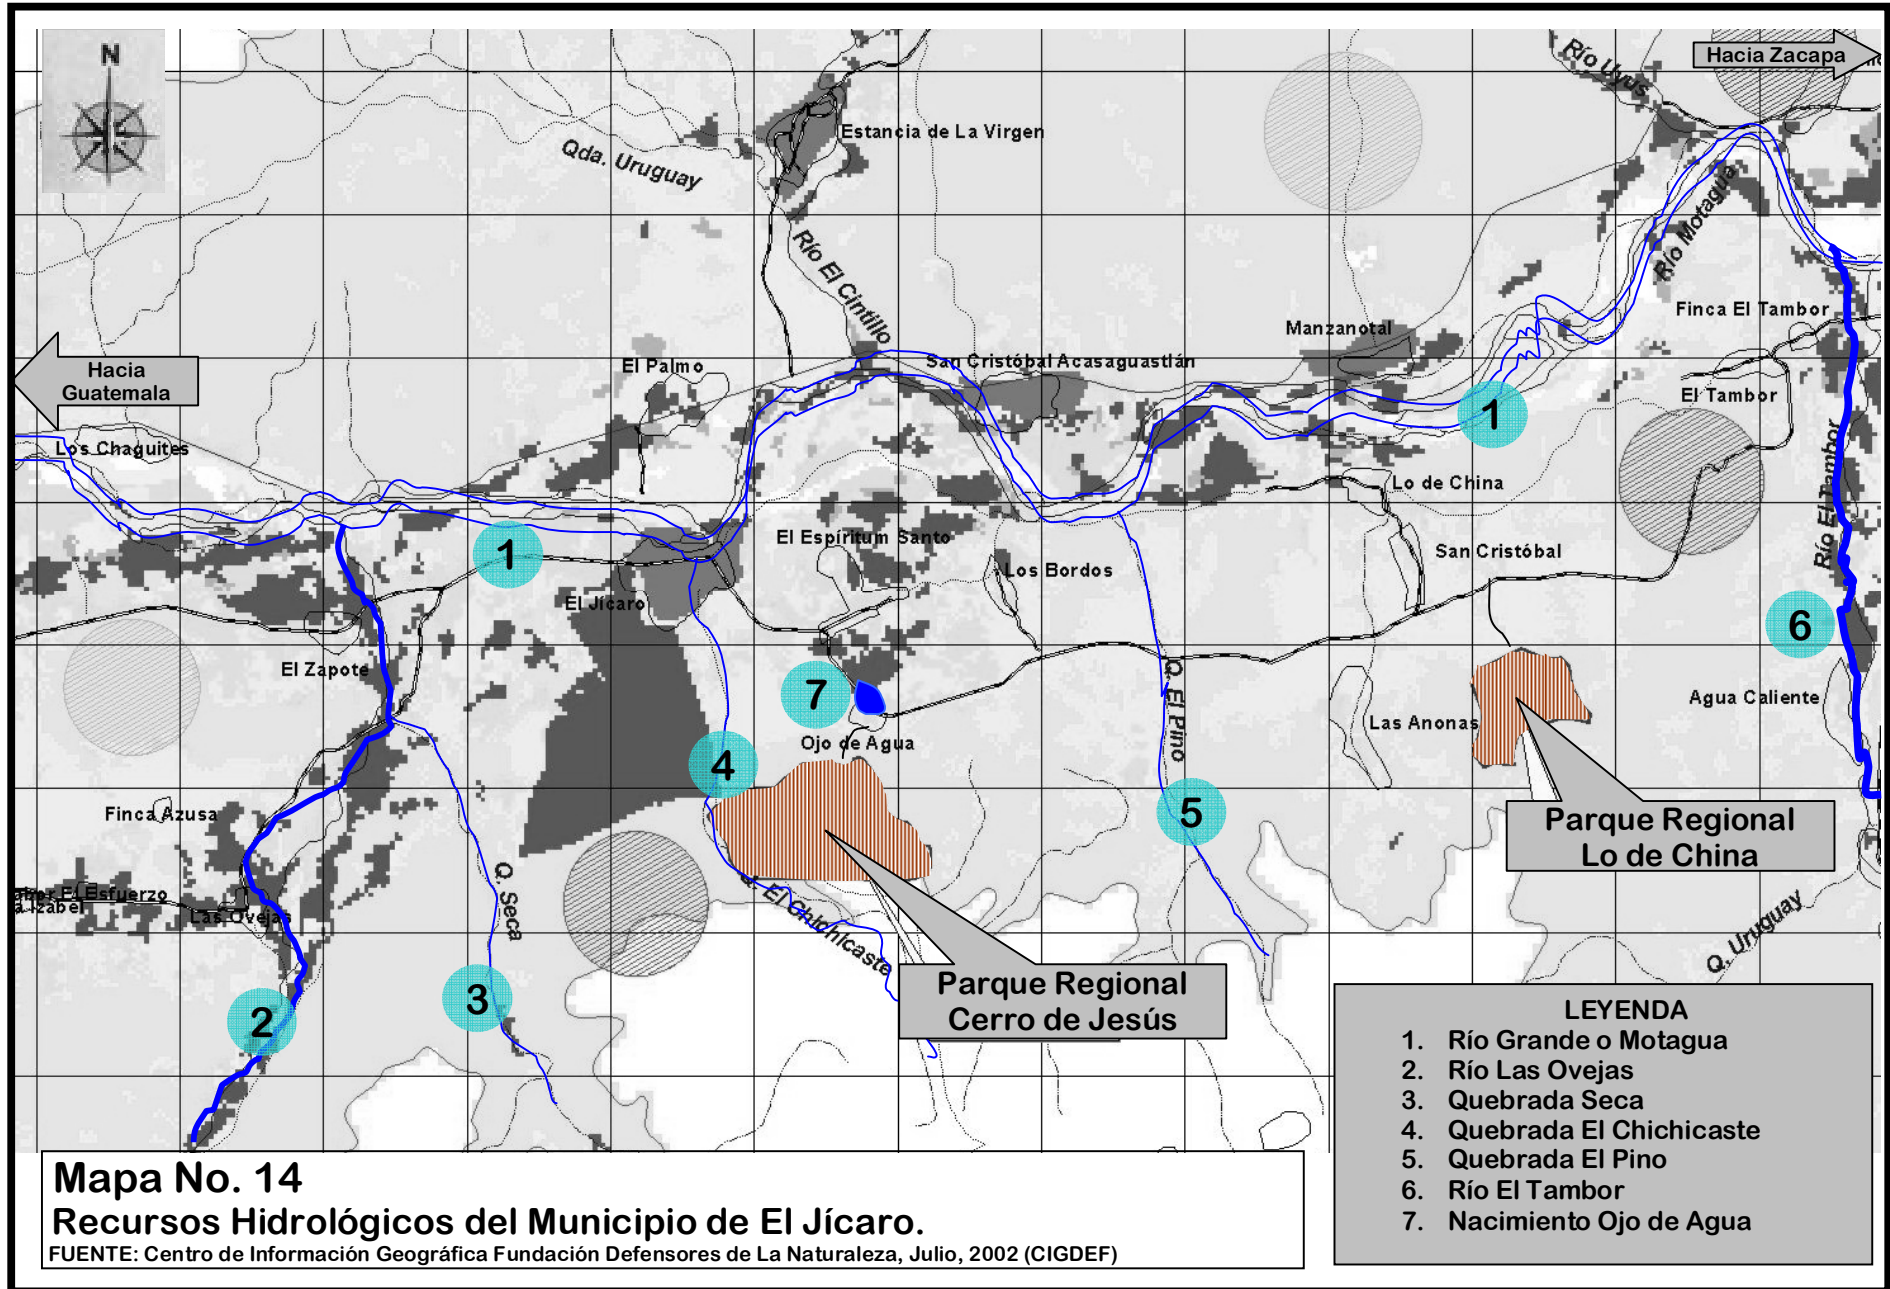 N
Hacia Zacapa
Río Uyús
Estancia de La Virgen
Qda. Uruguay
Río Motagua
Río El Cintillo
Finca El Tambor
Manzanotal
Hacia
Guatemala
El Palmo
San Cristóbal Acasaguastlán
El Tambor
1
Los Chaguites
Río El Tambor
Lo de China
El Espíritum Santo
San Cristóbal
1
Los Bordos
El Jícaro
6
El Zapote
7
Q. El Pino
Agua Caliente
Las Anonas
Ojo de Agua
4
Finca Azusa
5
Parque Regional
Lo de China
El Esfuerzo
Izabel
Las Ovejas
Q. Seca
Q. El Chichicaste
Q. Uruguay
Parque Regional
Cerro de Jesús
3
2
LEYENDA
1. Río Grande o Motagua
2. Río Las Ovejas
3. Quebrada Seca
4. Quebrada El Chichicaste
5. Quebrada El Pino
6. Río El Tambor
7. Nacimiento Ojo de Agua
Mapa No. 14
Recursos Hidrológicos del Municipio de El Jícaro.
FUENTE: Centro de Información Geográfica Fundación Defensores de La Naturaleza, Julio, 2002 (CIGDEF)